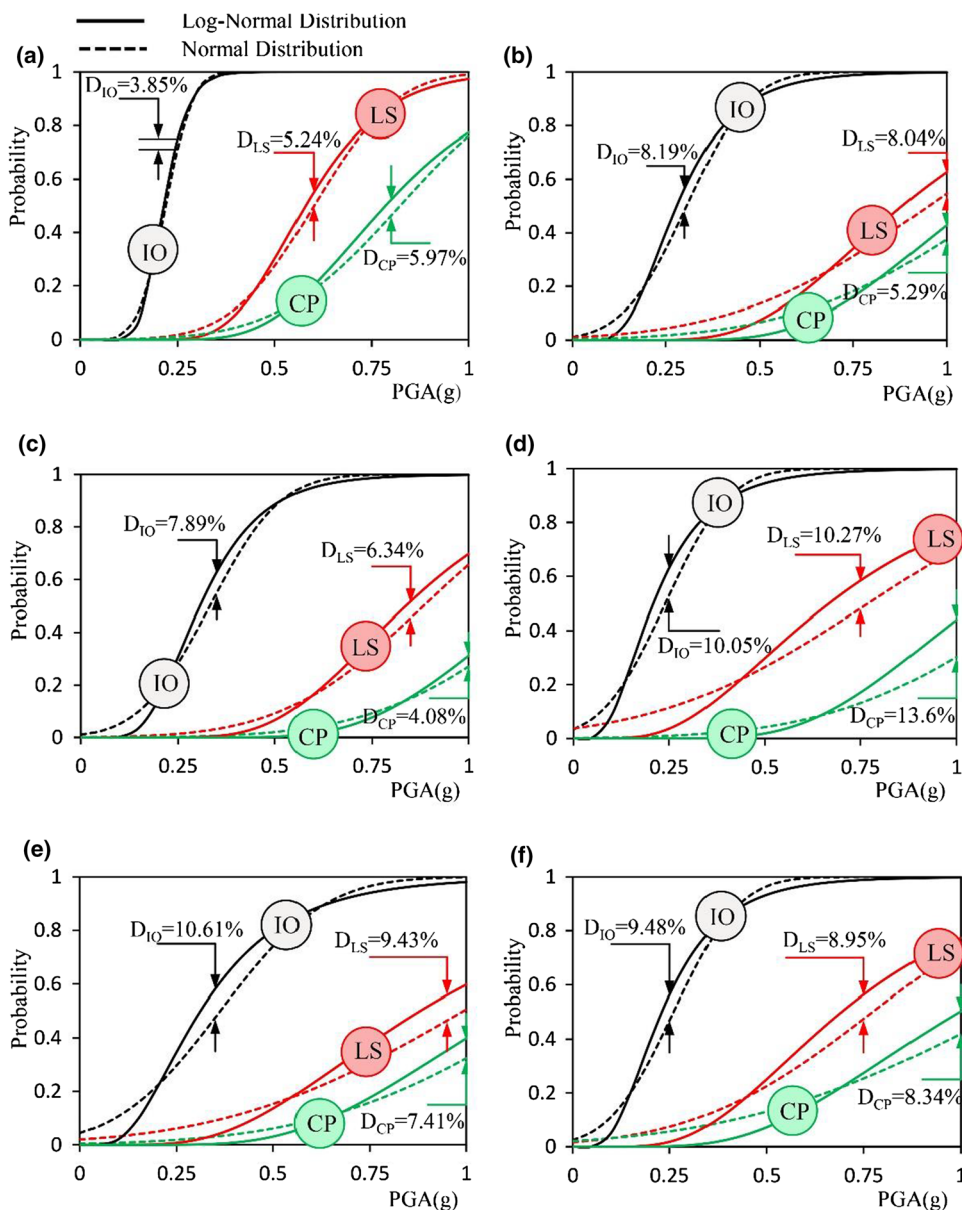 Log-Normal Distribution
Normal Distribution
(a)
Probability
1
0.8
0.6
0.4
0.2
0
D_IO=3.85%
D_LS=5.24%
D_CP=5.97%
IO
LS
CP
0 0.25 0.5 0.75 1
PGA(g)
(b)
Probability
1
0.8
0.6
0.4
0.2
0
D_IO=8.19%
D_LS=8.04%
D_CP=5.29%
IO
LS
CP
0 0.25 0.5 0.75 1
PGA(g)
(c)
Probability
1
0.8
0.6
0.4
0.2
0
D_IO=7.89%
D_LS=6.34%
D_CP=4.08%
IO
LS
CP
0 0.25 0.5 0.75 1
PGA(g)
(d)
Probability
1
0.8
0.6
0.4
0.2
0
D_LS=10.27%
D_IO=10.05%
D_CP=13.6%
IO
LS
CP
0 0.25 0.5 0.75 1
PGA(g)
(e)
Probability
1
0.8
0.6
0.4
0.2
0
D_IO=10.61%
D_LS=9.43%
D_CP=7.41%
IO
LS
CP
0 0.25 0.5 0.75 1
PGA(g)
(f)
Probability
1
0.8
0.6
0.4
0.2
0
D_IO=9.48%
D_LS=8.95%
D_CP=8.34%
IO
LS
CP
0 0.25 0.5 0.75 1
PGA(g)